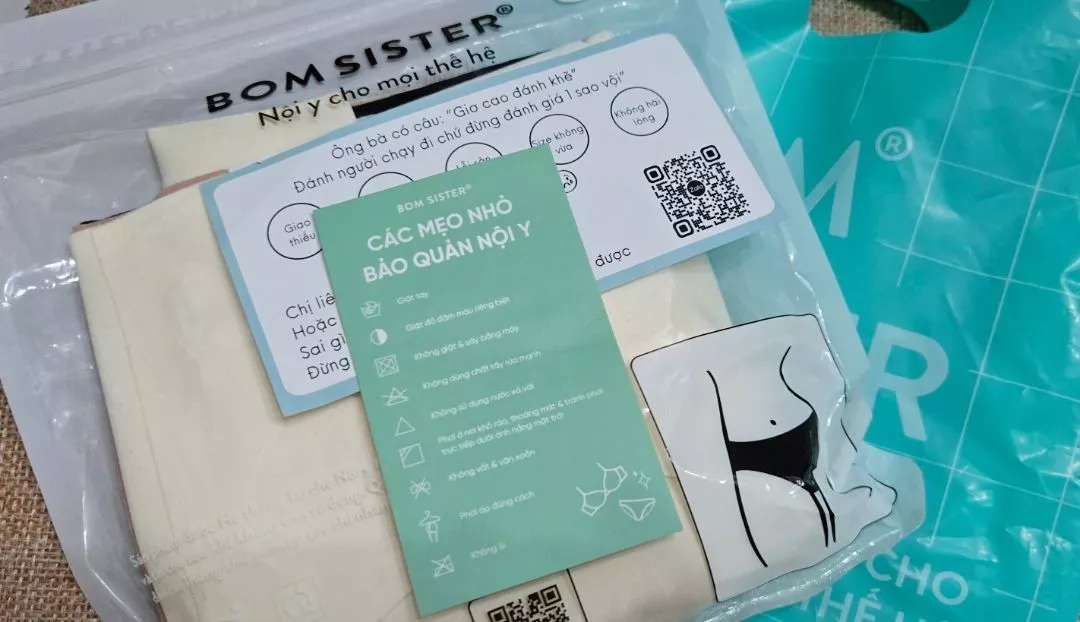 BOM SISTER®
Nội y cho mọi thế hệ
Ông bà có câu: “Gia cao đánh khẽ”
Đánh người chạy đi chứ đừng đánh giá 1 sao vội”
Giao
thiếu
Size không
vừa
Không hài
lòng
Zalo
được
Chị liê
Hoặc
Sai gì
Đừng
BOM SISTER®
CÁC MẸO NHỎ
BẢO QUẢN NỘI Y
Giặt tay
Giặt đồ đậm màu riêng biệt
Không giặt & sấy bằng máy
Không dùng chất tẩy rửa mạnh
Không sử dụng nước xả vải
Phơi ở nơi khô ráo, thoáng mát & tránh phơi
trực tiếp dưới ánh nắng mặt trời
Không vắt & vặn xoắn
Phơi áo đúng cách
Không ủi
M®
R
CHO
THẾ H